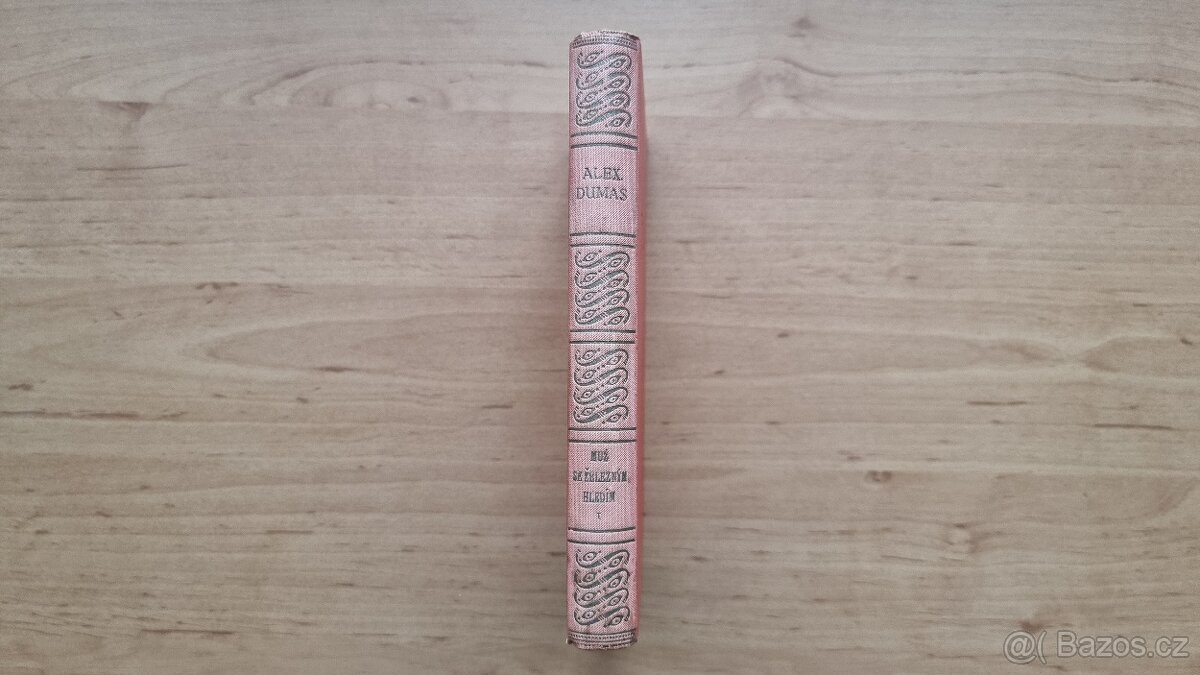 ALEX.
DUMAS
MUŽ
SE ŽELEZNÝM
HLEDÍM
I
@( Bazos.cz